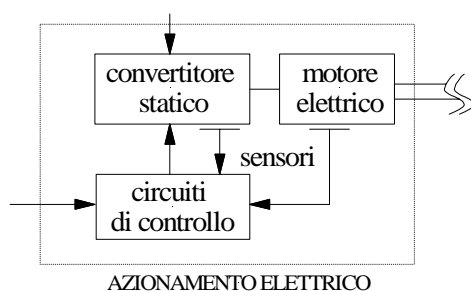 convertitore
statico
motore
elettrico
sensori
circuiti
di controllo
AZIONAMENTO ELETTRICO